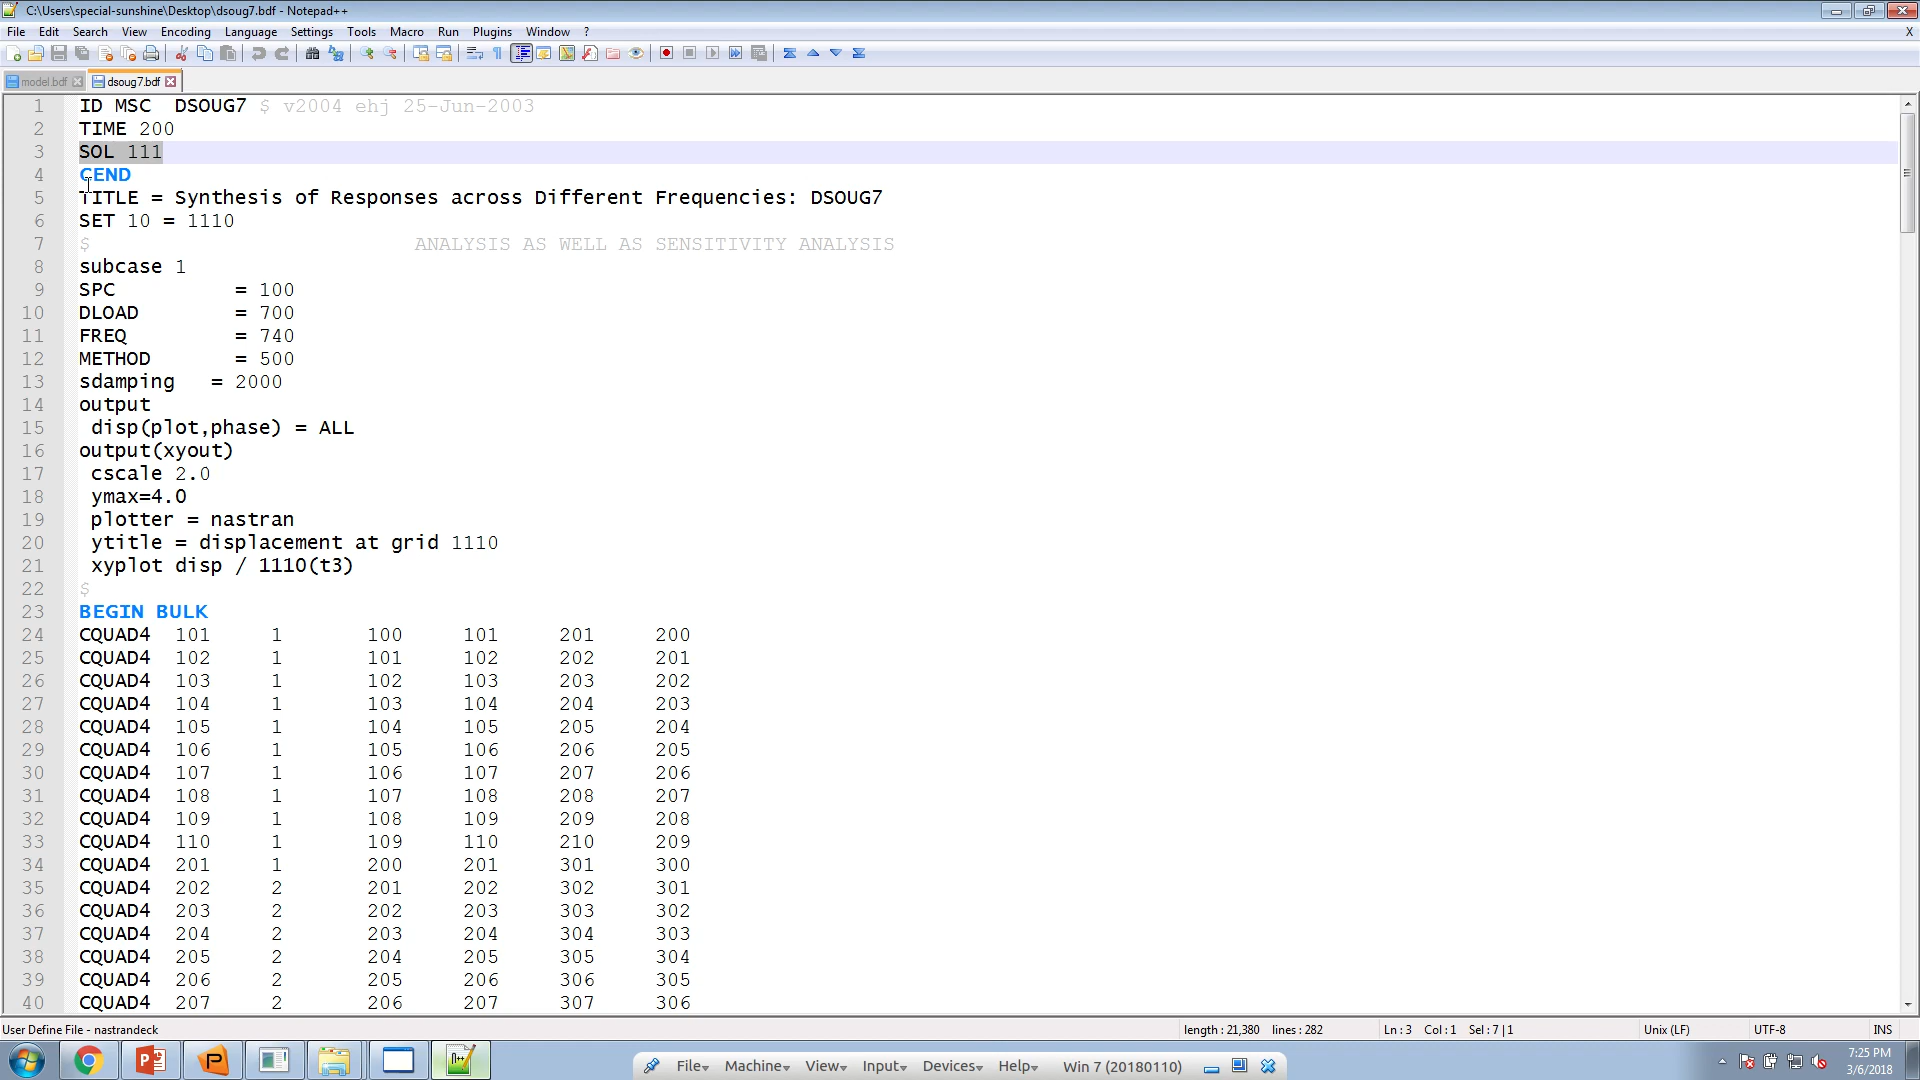 C:\Users\special-sunshine\Desktop\dsoug7.bdf - Notepad++
File Edit Search View Encoding Language Settings Tools Macro Run Plugins Window ? X
model.bdf dsoug7.bdf
1 ID MSC  DSOUG7 $ v2004 ehj 25-Jun-2003
2 TIME 200
3 SOL 111
4 CEND
5 TITLE = Synthesis of Responses across Different Frequencies: DSOUG7
6 SET 10 = 1110
7 $ ANALYSIS AS WELL AS SENSITIVITY ANALYSIS
8 subcase 1
9 SPC = 100
10 DLOAD = 700
11 FREQ = 740
12 METHOD = 500
13 sdamping = 2000
14 output
15 disp(plot,phase) = ALL
16 output(xyout)
17 cscale 2.0
18 ymax=4.0
19 plotter = nastran
20 ytitle = displacement at grid 1110
21 xyplot disp / 1110(t3)
22 $
23 BEGIN BULK
24 CQUAD4 101 1 100 101 201 200
25 CQUAD4 102 1 101 102 202 201
26 CQUAD4 103 1 102 103 203 202
27 CQUAD4 104 1 103 104 204 203
28 CQUAD4 105 1 104 105 205 204
29 CQUAD4 106 1 105 106 206 205
30 CQUAD4 107 1 106 107 207 206
31 CQUAD4 108 1 107 108 208 207
32 CQUAD4 109 1 108 109 209 208
33 CQUAD4 110 1 109 110 210 209
34 CQUAD4 201 1 200 201 301 300
35 CQUAD4 202 2 201 202 302 301
36 CQUAD4 203 2 202 203 303 302
37 CQUAD4 204 2 203 204 304 303
38 CQUAD4 205 2 204 205 305 304
39 CQUAD4 206 2 205 206 306 305
40 CQUAD4 207 2 206 207 307 306
User Define File - nastrandeck length : 21,380 lines : 282 Ln : 3 Col : 1 Sel : 7 | 1 Unix (LF) UTF-8 INS
File Machine View Input Devices Help Win 7 (20180110)
7:25 PM
3/6/2018